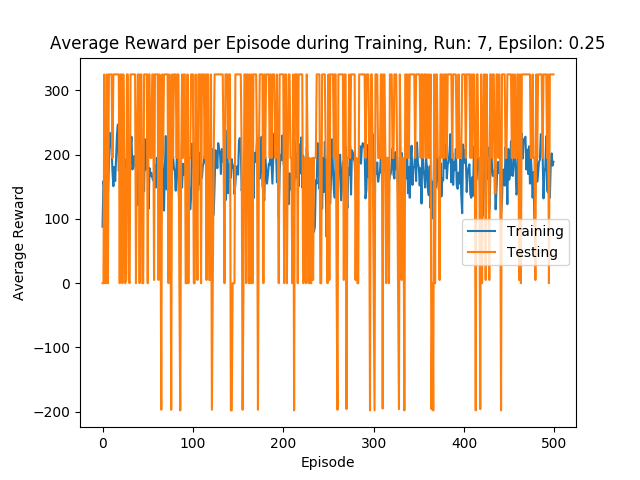 Average Reward per Episode during Training, Run: 7, Epsilon: 0.25
300
200
100
0
−100
−200
Average Reward
Training
Testing
0 100 200 300 400 500
Episode